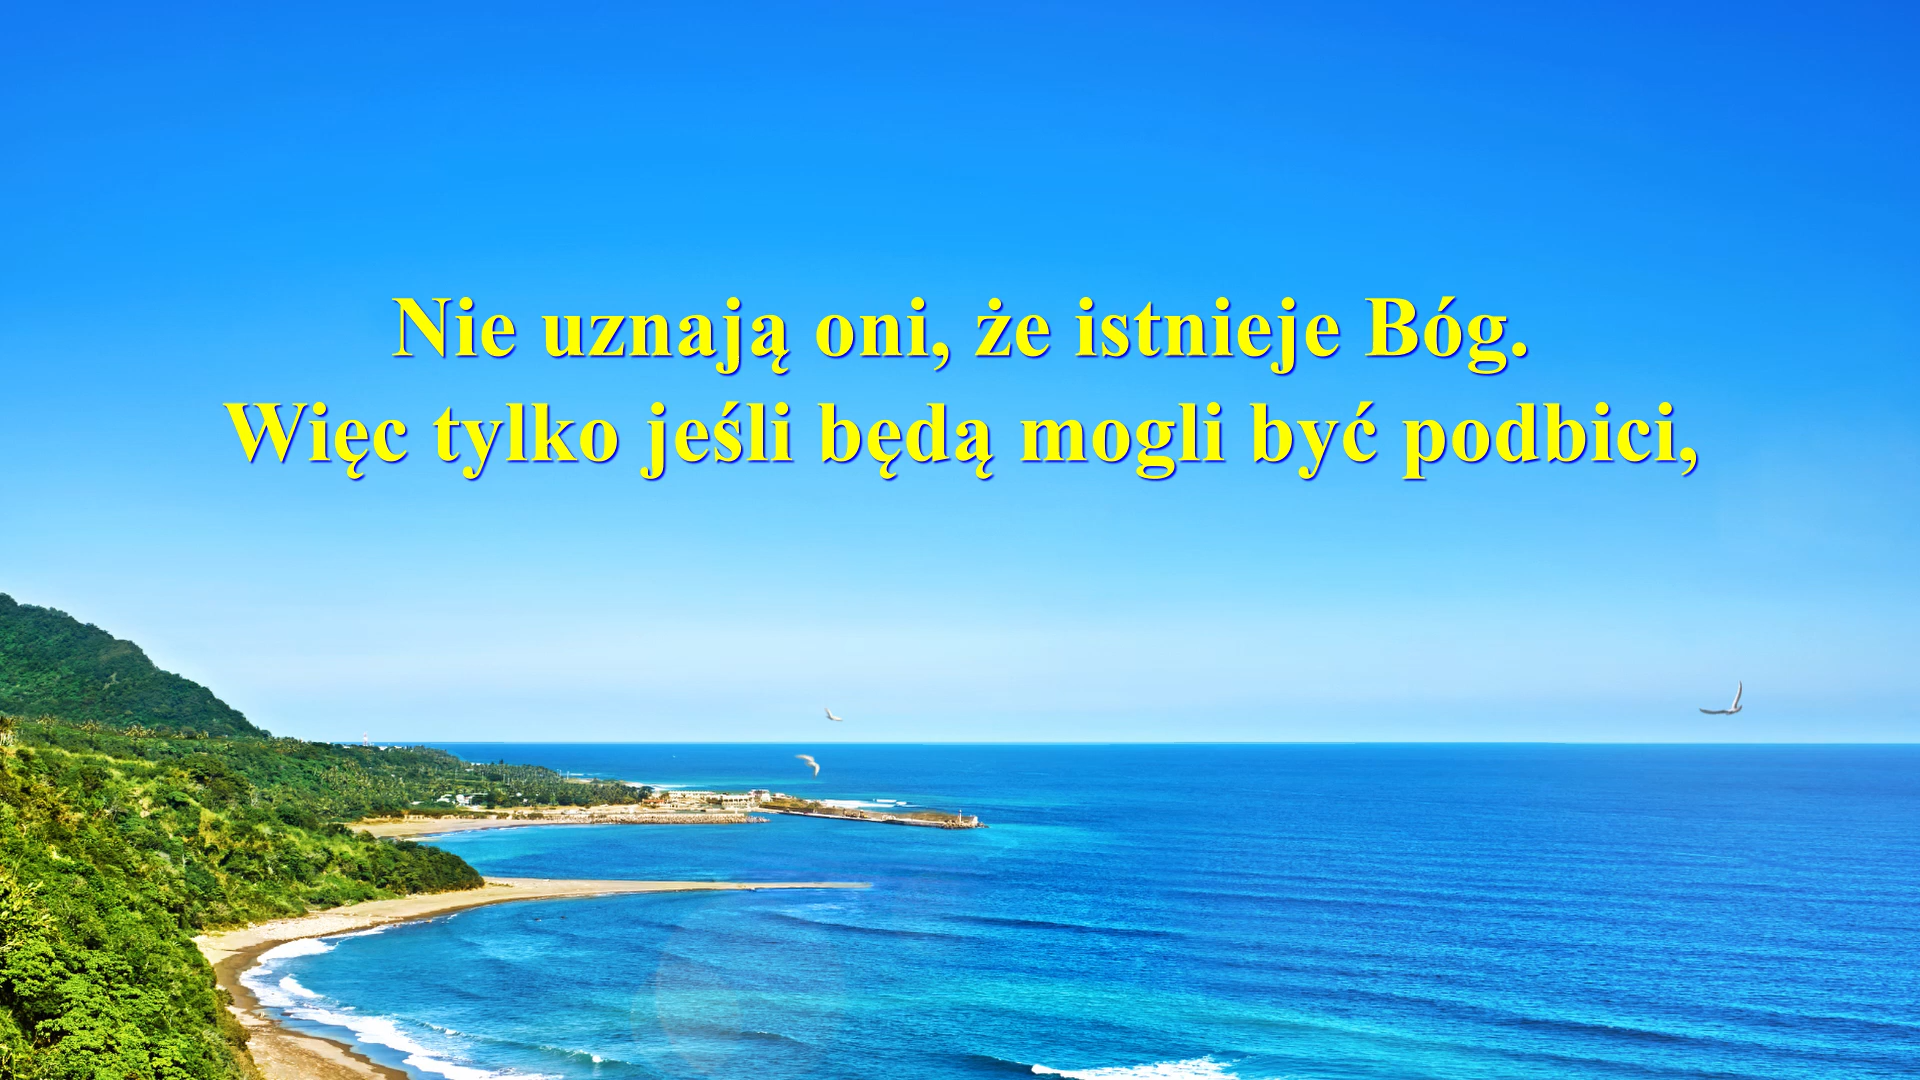 Nie uznają oni, że istnieje Bóg.
Więc tylko jeśli będą mogli być podbici,